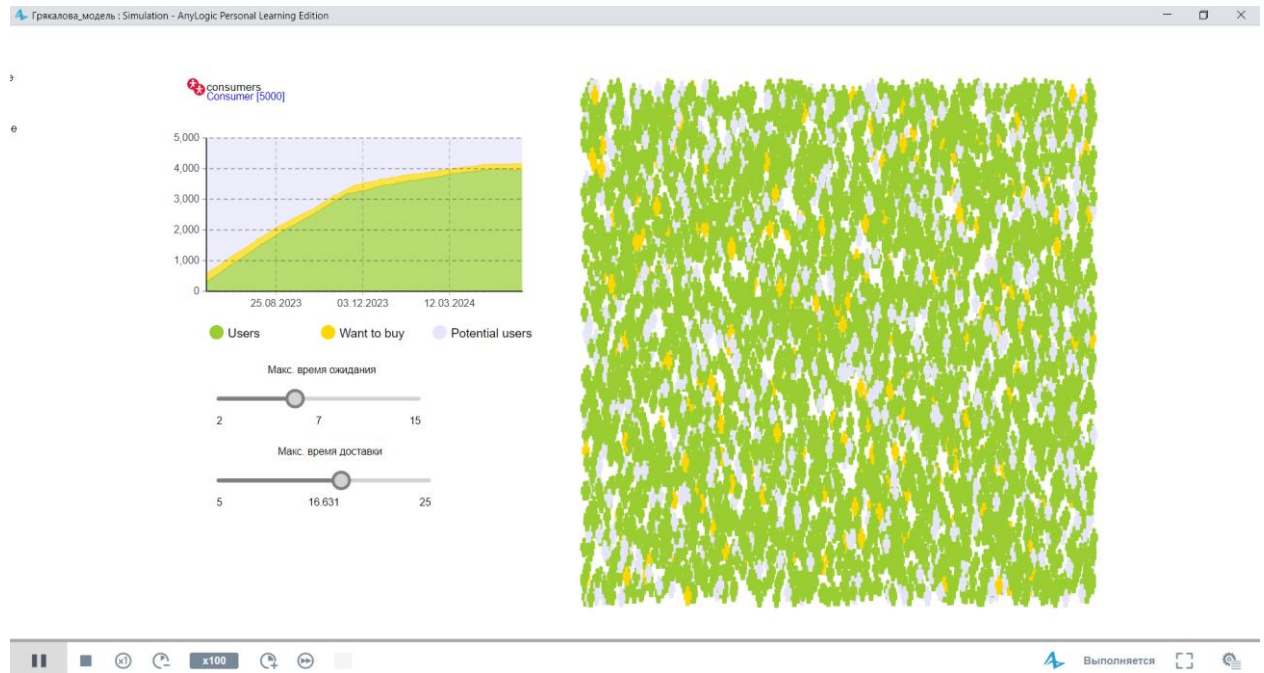 Грякалова_модель : Simulation - AnyLogic Personal Learning Edition
е
consumers
Consumer [5000]
е
5,000
4,000
3,000
2,000
1,000
0
25.08.2023 03.12.2023 12.03.2024
Users Want to buy Potential users
Макс. время ожидания
2 7 15
Макс. время доставки
5 16.631 25
x1 x100 Выполняется